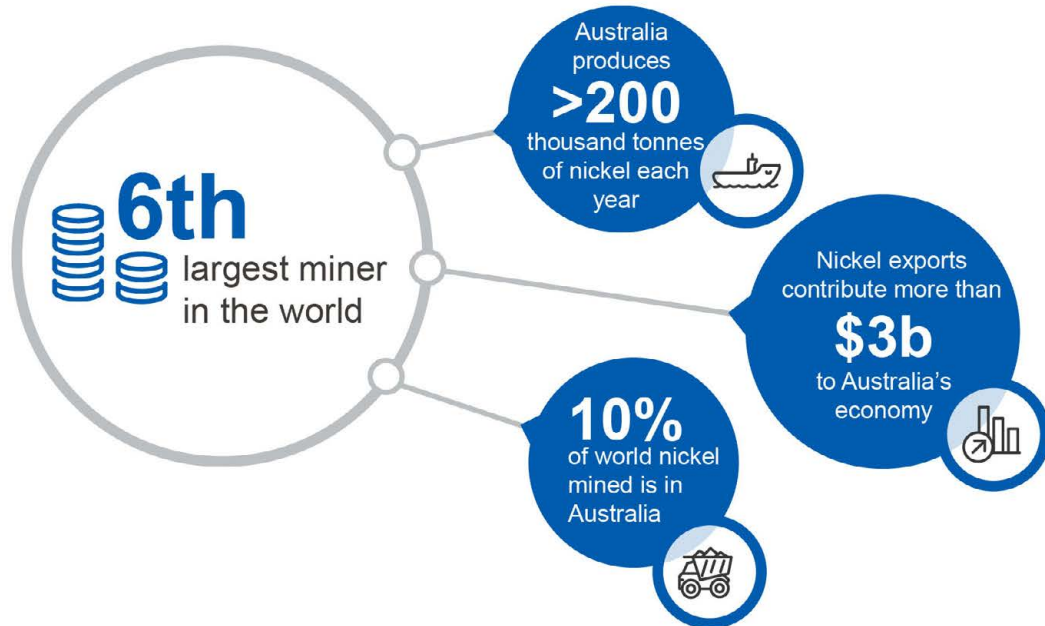 6th
largest miner
in the world
Australia
produces
>200
thousand tonnes
of nickel each
year
Nickel exports
contribute more than
$3b
to Australia’s
economy
10%
of world nickel
mined is in
Australia